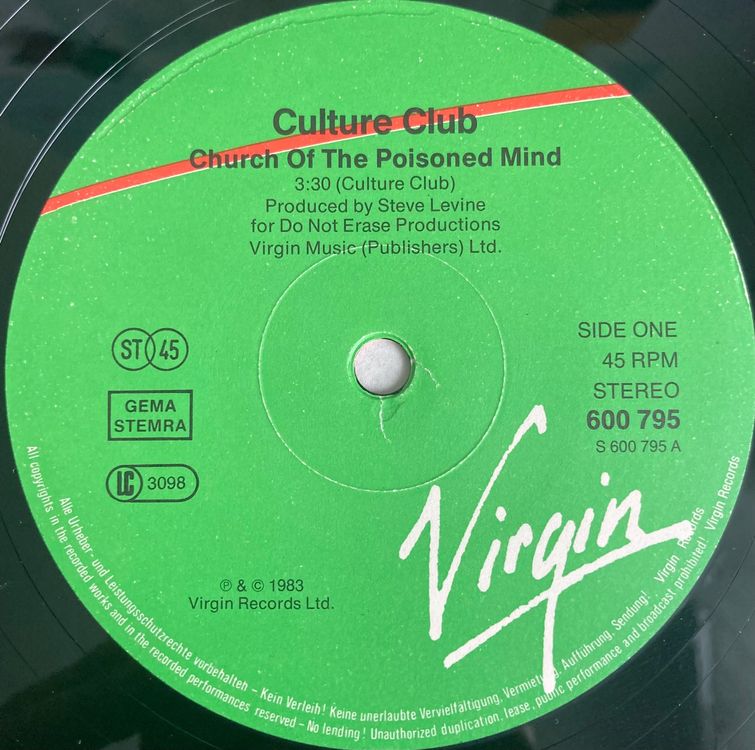 Culture Club
Church Of The Poisoned Mind
3:30 (Culture Club)
Produced by Steve Levine
for Do Not Erase Productions
Virgin Music (Publishers) Ltd.
ST 45
GEMA
STEMRA
LC 3098
SIDE ONE
45 RPM
STEREO
600 795
S 600 795 A
Virgin
℗ & © 1983
Virgin Records Ltd.
Alle Urheber- und Leistungsschutzrechte vorbehalten – Kein Verleih! Keine unerlaubte Vervielfältigung, Vermietung, Aufführung, Sendung! Virgin Records
All copyrights in the recorded works and in the recorded performances reserved – No lending! Unauthorized duplication, lease, public performance and broadcast prohibited! Virgin Records